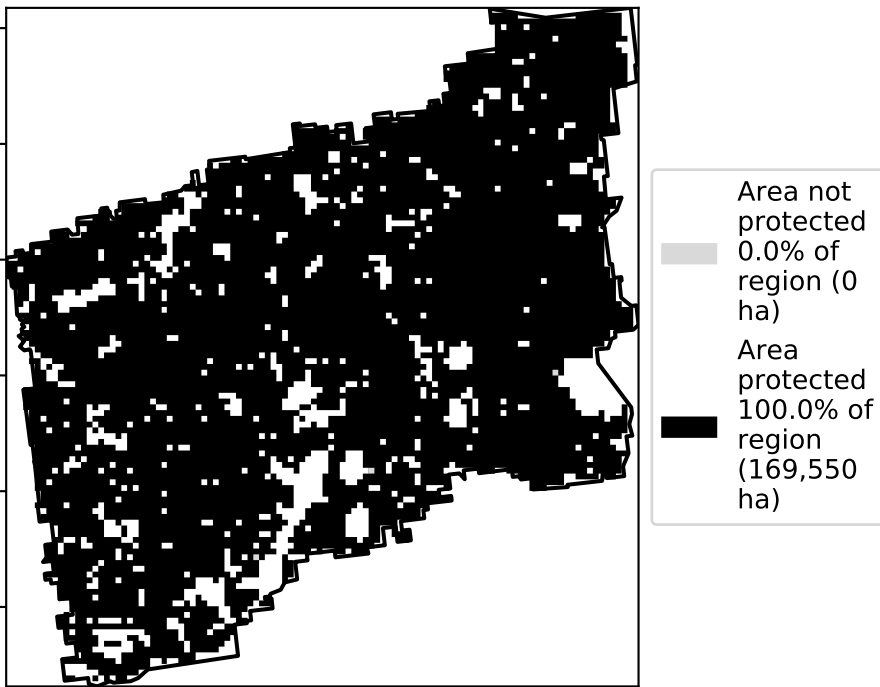 Area not
protected
0.0% of
region (0
ha)
Area
protected
100.0% of
region
(169,550
ha)